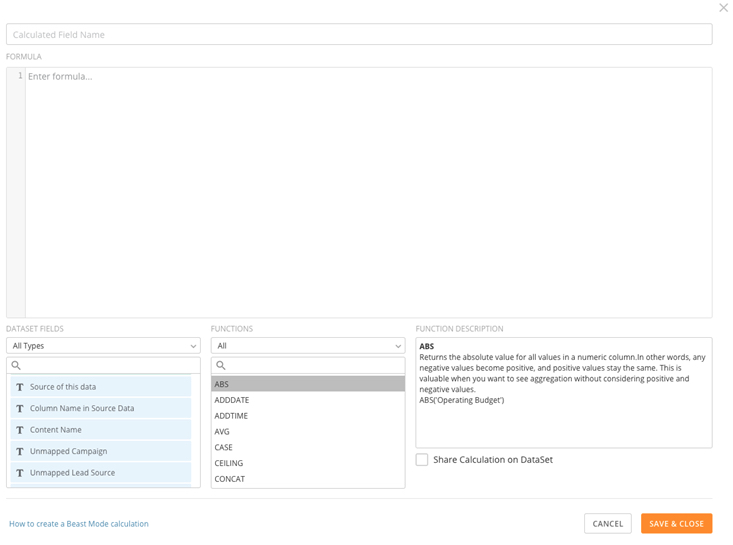 Calculated Field Name
FORMULA
1 Enter formula...
DATASET FIELDS
All Types
Source of this data
Column Name in Source Data
Content Name
Unmapped Campaign
Unmapped Lead Source
FUNCTIONS
All
ABS
ADDDATE
ADDTIME
AVG
CASE
CEILING
CONCAT
FUNCTION DESCRIPTION
ABS
Returns the absolute value for all values in a numeric column.In other words, any
negative values become positive, and positive values stay the same. This is
valuable when you want to see aggregation without considering positive and
negative values.
ABS('Operating Budget')
Share Calculation on DataSet
How to create a Beast Mode calculation
CANCEL
SAVE & CLOSE